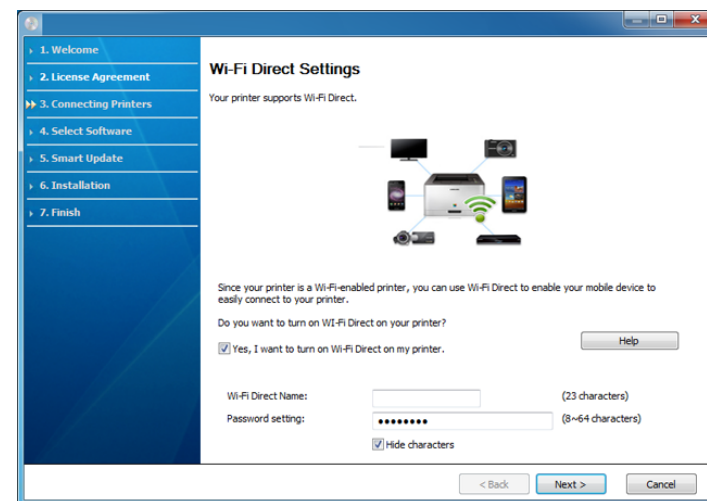 1. Welcome
2. License Agreement
3. Connecting Printers
4. Select Software
5. Smart Update
6. Installation
7. Finish
Wi-Fi Direct Settings
Your printer supports Wi-Fi Direct.
Since your printer is a Wi-Fi-enabled printer, you can use Wi-Fi Direct to enable your mobile device to
easily connect to your printer.
Do you want to turn on WI-Fi Direct on your printer?
Yes, I want to turn on Wi-Fi Direct on my printer.
Help
Wi-Fi Direct Name: (23 characters)
Password setting: ●●●●●●●● (8~64 characters)
Hide characters
< Back Next > Cancel